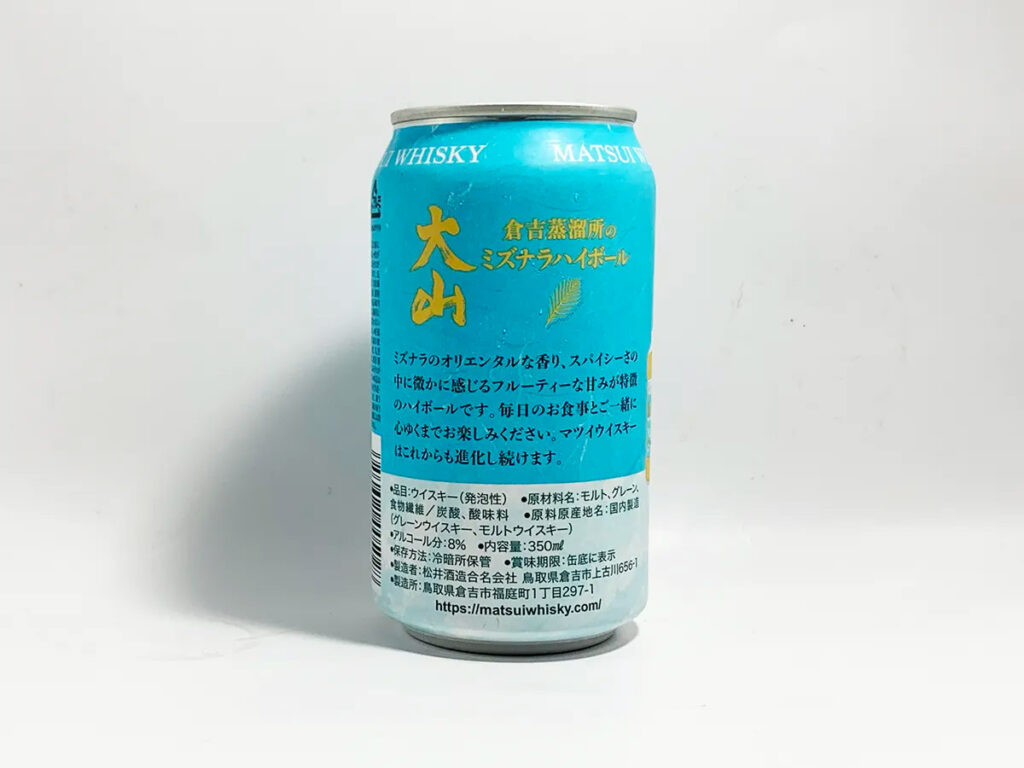 WHISKY MATSUI
大山
倉吉蒸溜所の
ミズナラハイボール
ミズナラのオリエンタルな香り、スパイシーさの
中に微かに感じるフルーティーな甘みが特徴
のハイボールです。毎日のお食事とご一緒に
心ゆくまでお楽しみください。マツイウイスキー
はこれからも進化し続けます。
•品目:ウイスキー(発泡性) •原材料名:モルト、グレーン、
食物繊維/炭酸、酸味料 •原料原産地名:国内製造
(グレーンウイスキー、モルトウイスキー)
•アルコール分:8% •内容量:350㎖
•保存方法:冷暗所保管 •賞味期限:缶底に表示
•製造者:松井酒造合名会社 鳥取県倉吉市上古川656-1
•製造所:鳥取県倉吉市福庭町1丁目297-1
https://matsuiwhisky.com/